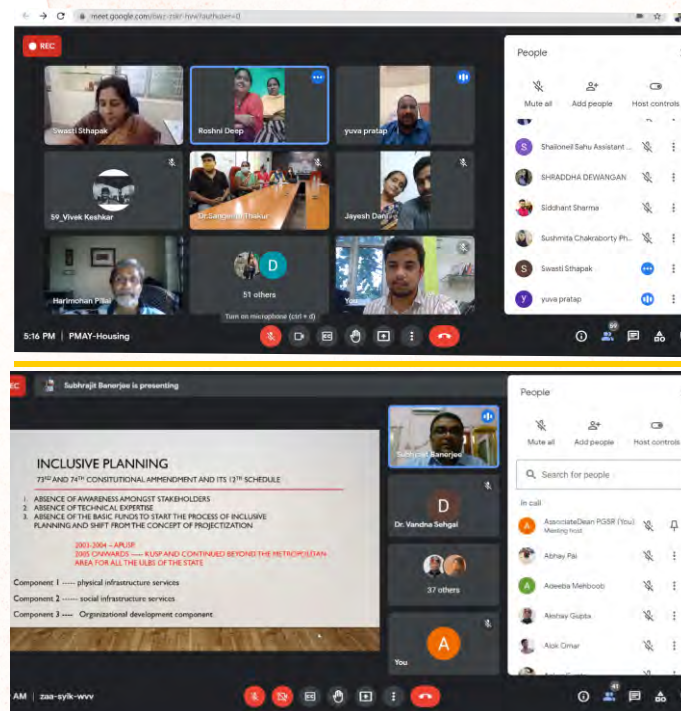 meet.google.com/
REC
People
Mute all
Add people
Host controls
Swasti Sthapak
Roshni Deep
yuva pratap
59_Vivek Keshkar
Dr.Sangeeta Thakur
Jayesh Dani
Harimohan Pillai
D
51 others
You
Turn on microphone (ctrl + d)
5:16 PM | PMAY-Housing
S Shailoneil Sahu Assistant ...
SHRADDHA DEWANGAN
Siddhant Sharma
Sushmita Chakraborty Ph...
S Swasti Sthapak
y yuva pratap
59
EC
Subhrajit Banerjee is presenting
INCLUSIVE PLANNING
73RD AND 74TH CONSITUTIONAL AMMENDMENT AND ITS 12TH SCHEDULE
1. ABSENCE OF AWARENESS AMONGST STAKEHOLDERS
2. ABSENCE OF TECHNICAL EXPERTISE
3. ABSENCE OF THE BASIC FUNDS TO START THE PROCESS OF INCLUSIVE
PLANNING AND SHIFT FROM THE CONCEPT OF PROJECTIZATION
2003-2004 – APUSP
2005 ONWARDS ---- KUSP AND CONTINUED BEYOND THE METROPOLITAN
AREA FOR ALL THE ULBS OF THE STATE
Component 1 ----- physical infrastructure services
Component 2 ----- social infrastructure services
Component 3 ---- Organizational development component
Subhrajit Banerjee
D
Dr. Vandna Sehgal
37 others
A
You
AM | zaa-sylk-wvv
People
Mute all
Add people
Host controls
Search for people
In call
A AssociateDean PGSR (You)
Meeting host
Abhay Pai
A Adeeba Mehboob
Akshay Gupta
Alok Omar
41